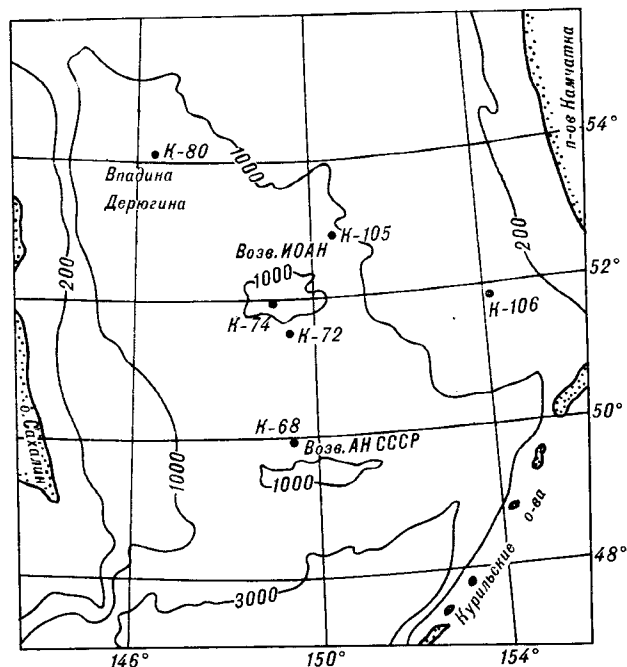 п-ов Камчатка
54°
К-80
Впадина
Дерюгина
1000
К-105
200
Возв. ИОАН
1000
200
52°
К-74
К-72
К-106
о. Сахалин
50°
К-68
Возв. АН СССР
1000
1000
Курильские о-ва
48°
3000
146°
150°
154°